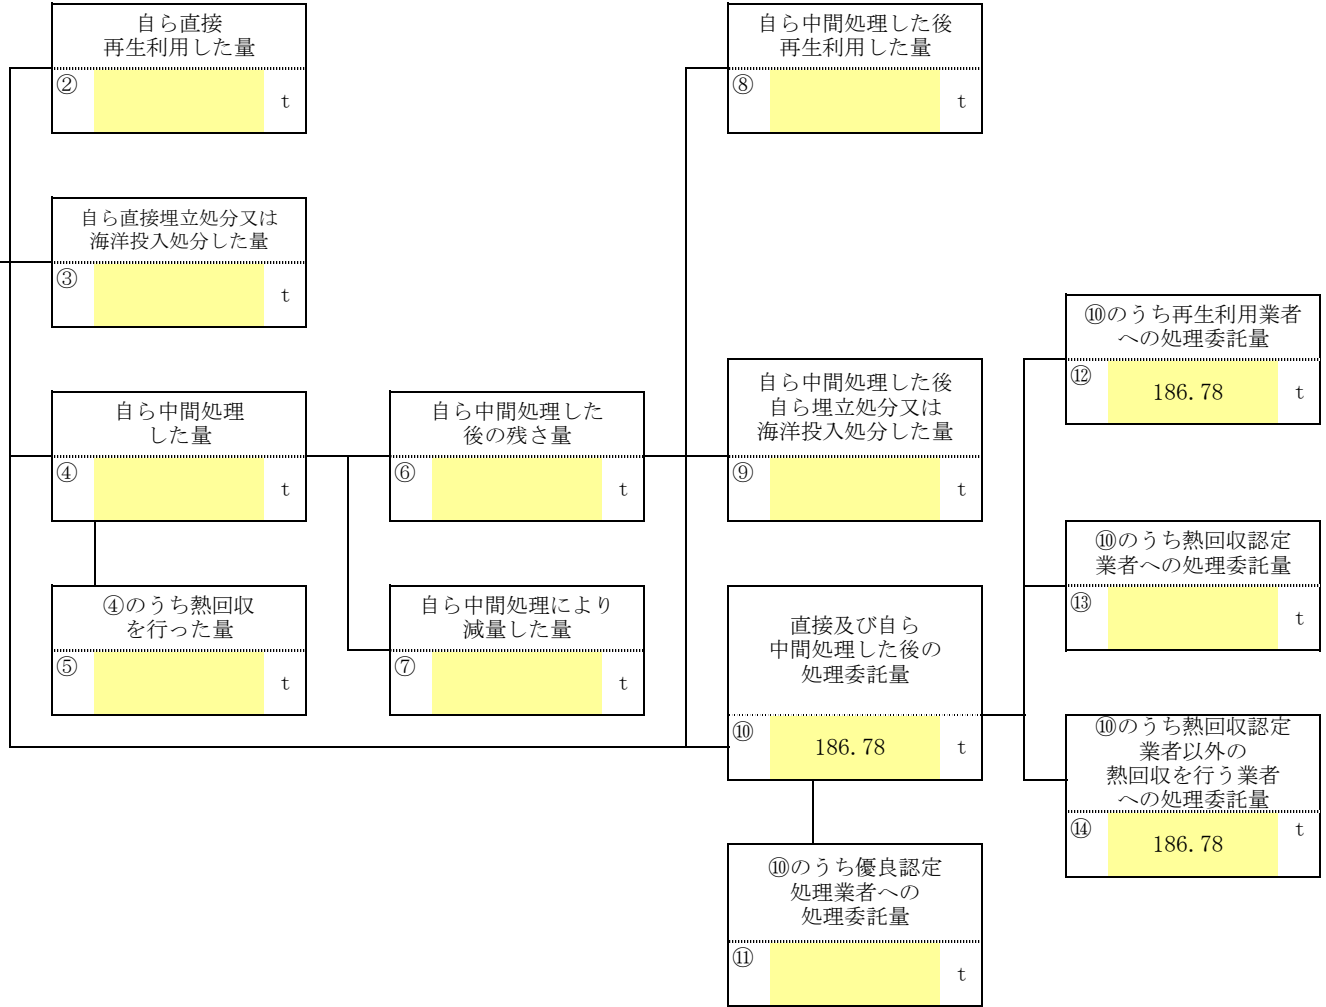 自ら直接
再生利用した量
②
t
自ら直接埋立処分又は
海洋投入処分した量
③
t
自ら中間処理
した量
④
t
④のうち熱回収
を行った量
⑤
t
自ら中間処理した
後の残さ量
⑥
t
自ら中間処理により
減量した量
⑦
t
自ら中間処理した後
再生利用した量
⑧
t
自ら中間処理した後
自ら埋立処分又は
海洋投入処分した量
⑨
t
直接及び自ら
中間処理した後の
処理委託量
⑩ 186.78 t
⑩のうち優良認定
処理業者への
処理委託量
⑪
t
⑩のうち再生利用業者
への処理委託量
⑫ 186.78 t
⑩のうち熱回収認定
業者への処理委託量
⑬
t
⑩のうち熱回収認定
業者以外の
熱回収を行う業者
への処理委託量
⑭ 186.78 t